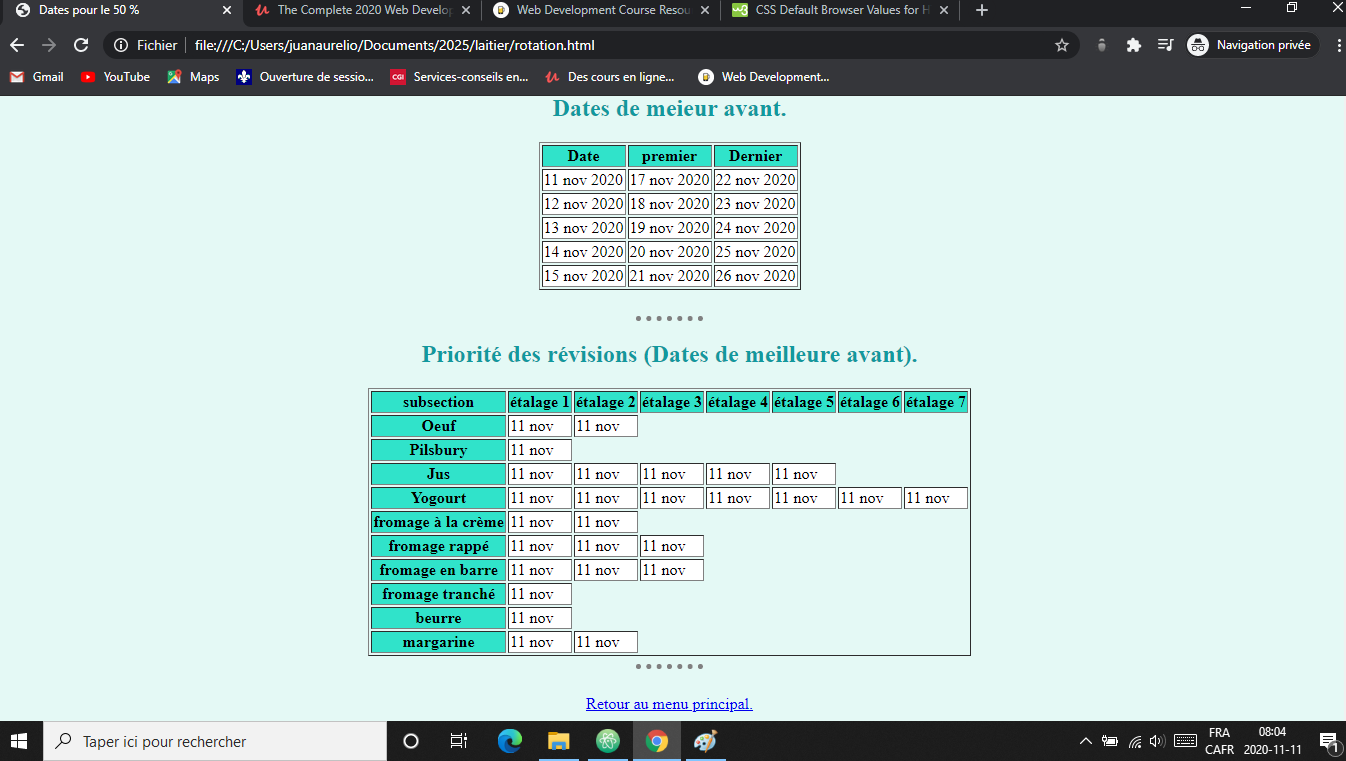 Dates pour le 50 %
The Complete 2020 Web Develop
Web Development Course Resou
CSS Default Browser Values for H
Fichier file:///C:/Users/juanaurelio/Documents/2025/laitier/rotation.html Navigation privée
Gmail YouTube Maps Ouverture de sessio... CGI Services-conseils en... Des cours en ligne... Web Development...
Dates de meieur avant.
Date premier Dernier
11 nov 2020 17 nov 2020 22 nov 2020
12 nov 2020 18 nov 2020 23 nov 2020
13 nov 2020 19 nov 2020 24 nov 2020
14 nov 2020 20 nov 2020 25 nov 2020
15 nov 2020 21 nov 2020 26 nov 2020
Priorité des révisions (Dates de meilleure avant).
subsection étalage 1 étalage 2 étalage 3 étalage 4 étalage 5 étalage 6 étalage 7
Oeuf 11 nov 11 nov
Pilsbury 11 nov
Jus 11 nov 11 nov 11 nov 11 nov 11 nov
Yogourt 11 nov 11 nov 11 nov 11 nov 11 nov 11 nov 11 nov
fromage à la crème 11 nov 11 nov
fromage rappé 11 nov 11 nov 11 nov
fromage en barre 11 nov 11 nov 11 nov
fromage tranché 11 nov
beurre 11 nov
margarine 11 nov 11 nov
Retour au menu principal.
Taper ici pour rechercher
FRA 08:04
CAFR 2020-11-11
1